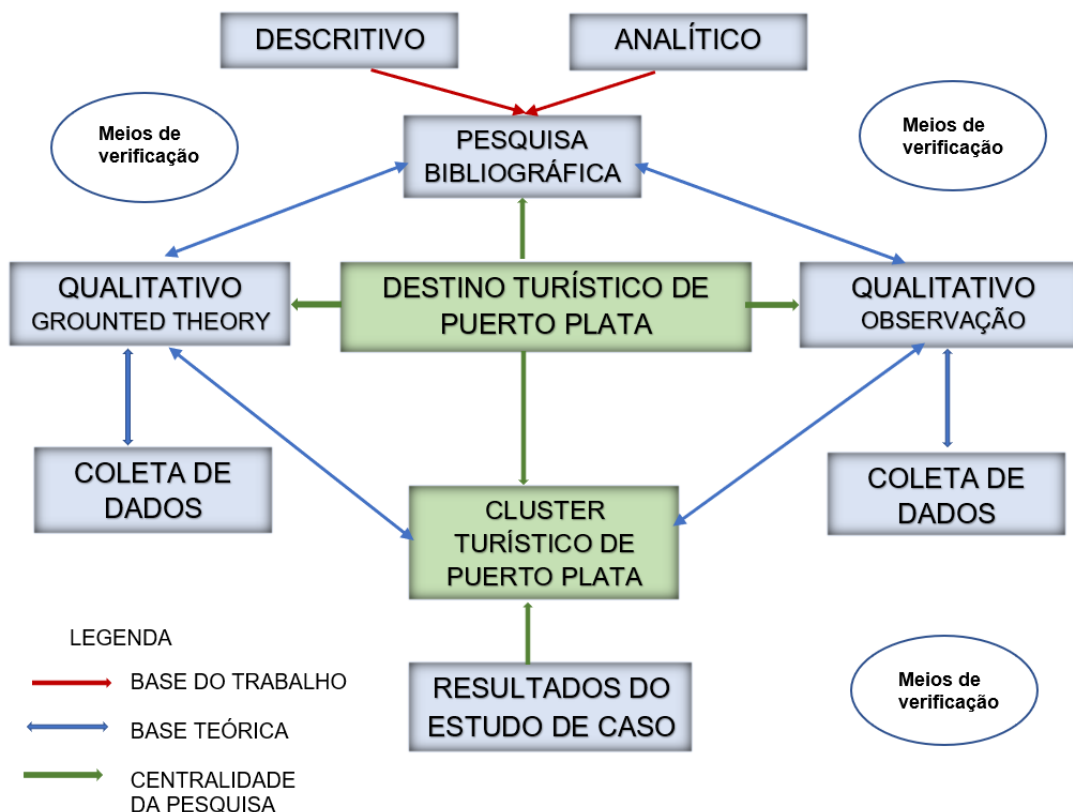 DESCRITIVO
ANALÍTICO
Meios de
verificação
PESQUISA
BIBLIOGRÁFICA
Meios de
verificação
QUALITATIVO
GROUNTED THEORY
DESTINO TURÍSTICO DE
PUERTO PLATA
QUALITATIVO
OBSERVAÇÃO
COLETA DE
DADOS
CLUSTER
TURÍSTICO DE
PUERTO PLATA
COLETA DE
DADOS
LEGENDA
BASE DO TRABALHO
BASE TEÓRICA
CENTRALIDADE
DA PESQUISA
RESULTADOS DO
ESTUDO DE CASO
Meios de
verificação